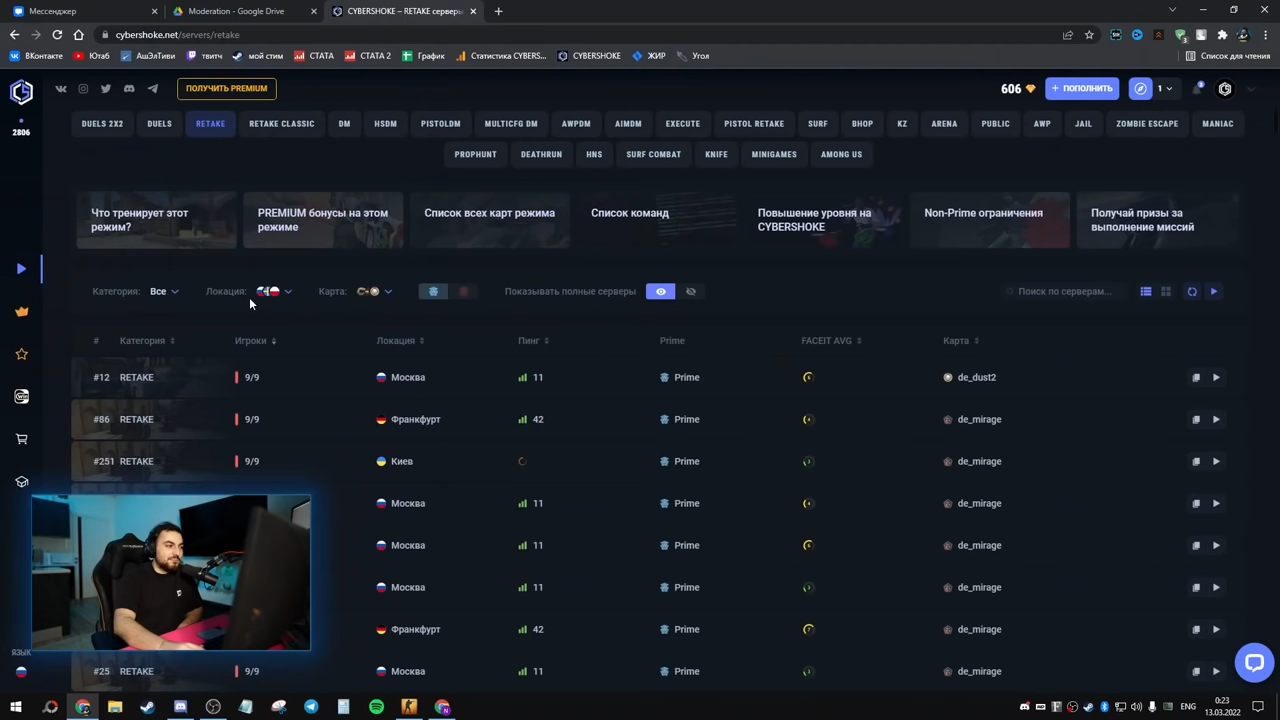 Мессенджер
Moderation - Google Drive
CYBERSHOKE – RETAKE серверы
cybershoke.net/servers/retake
ВКонтакте
Ютаб
АшЭлТиви
твитч
мой стим
СТАТА
СТАТА 2
График
Статистика CYBERS...
CYBERSHOKE
ЖИР
Угол
Список для чтения
ПОЛУЧИТЬ PREMIUM
606
ПОПОЛНИТЬ
1
2806
DUELS 2X2
DUELS
RETAKE
RETAKE CLASSIC
DM
HSDM
PISTOLDM
MULTICFG DM
AWPDM
AIMDM
EXECUTE
PISTOL RETAKE
SURF
BHOP
KZ
ARENA
PUBLIC
AWP
JAIL
ZOMBIE ESCAPE
MANIAC
PROPHUNT
DEATHRUN
HNS
SURF COMBAT
KNIFE
MINIGAMES
AMONG US
Что тренирует этот
режим?
PREMIUM бонусы на этом
режиме
Список всех карт режима
Список команд
Повышение уровня на
CYBERSHOKE
Non-Prime ограничения
Получай призы за
выполнение миссий
Категория: Все
Локация:
Карта:
Показывать полные серверы
Поиск по серверам...
# Категория Игроки Локация Пинг Prime FACEIT AVG Карта
#12 RETAKE 9/9 Москва 11 Prime de_dust2
#86 RETAKE 9/9 Франкфурт 42 Prime de_mirage
#251 RETAKE 9/9 Киев Prime de_mirage
Москва 11 Prime de_mirage
Москва 11 Prime de_mirage
Москва 11 Prime de_mirage
Франкфурт 42 Prime de_mirage
#25 RETAKE 9/9 Москва 11 Prime de_mirage
ЯЗЫК
ENG
0:23
13.03.2022